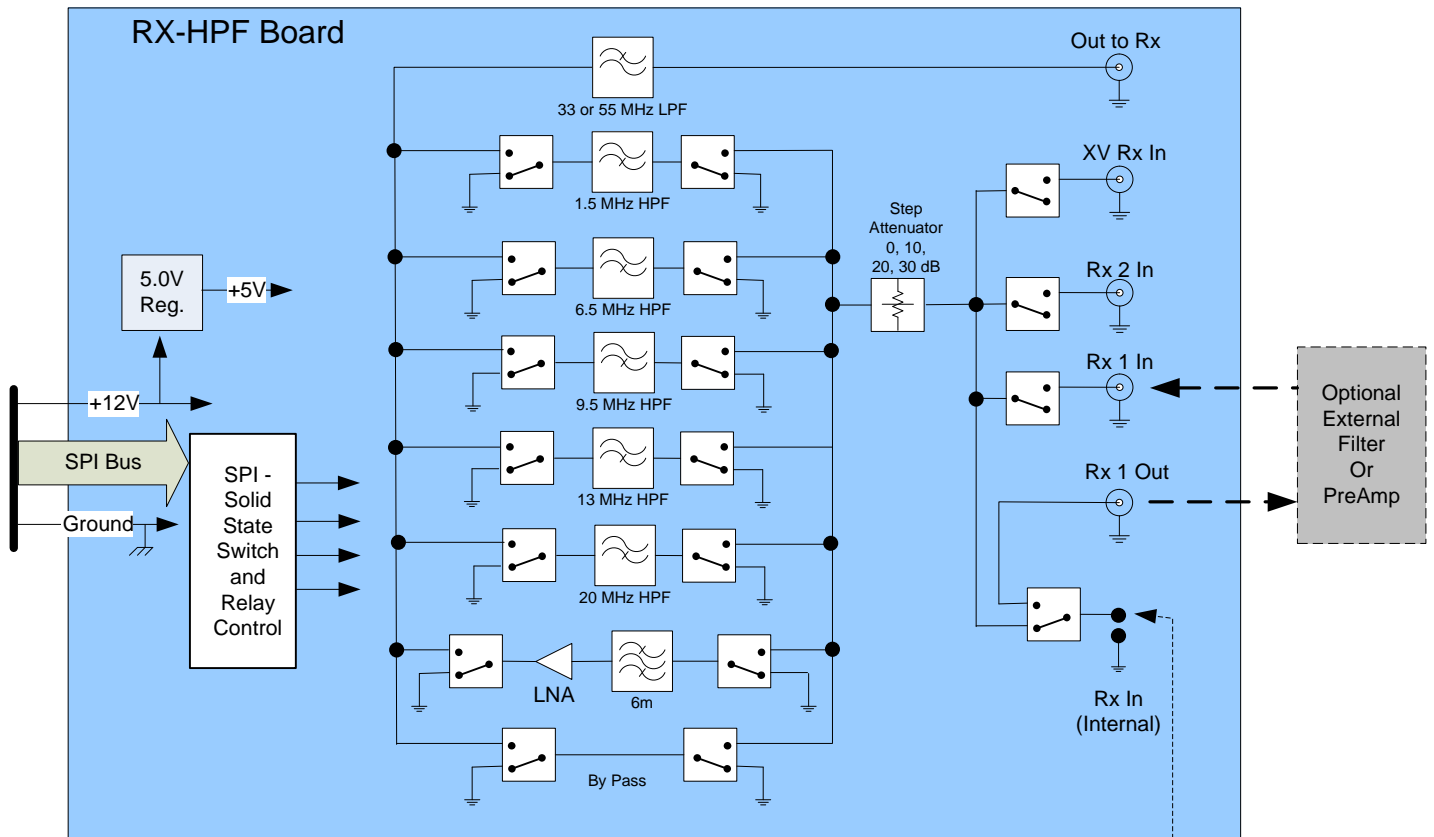 RX-HPF Board
Out to Rx
33 or 55 MHz LPF
XV Rx In
1.5 MHz HPF
Step
Attenuator
0, 10,
20, 30 dB
5.0V
Reg.
+5V
6.5 MHz HPF
Rx 2 In
Rx 1 In
9.5 MHz HPF
+12V
SPI Bus
Ground
SPI -
Solid
State
Switch
and
Relay
Control
13 MHz HPF
Rx 1 Out
Optional
External
Filter
Or
PreAmp
20 MHz HPF
LNA
6m
Rx In
(Internal)
By Pass